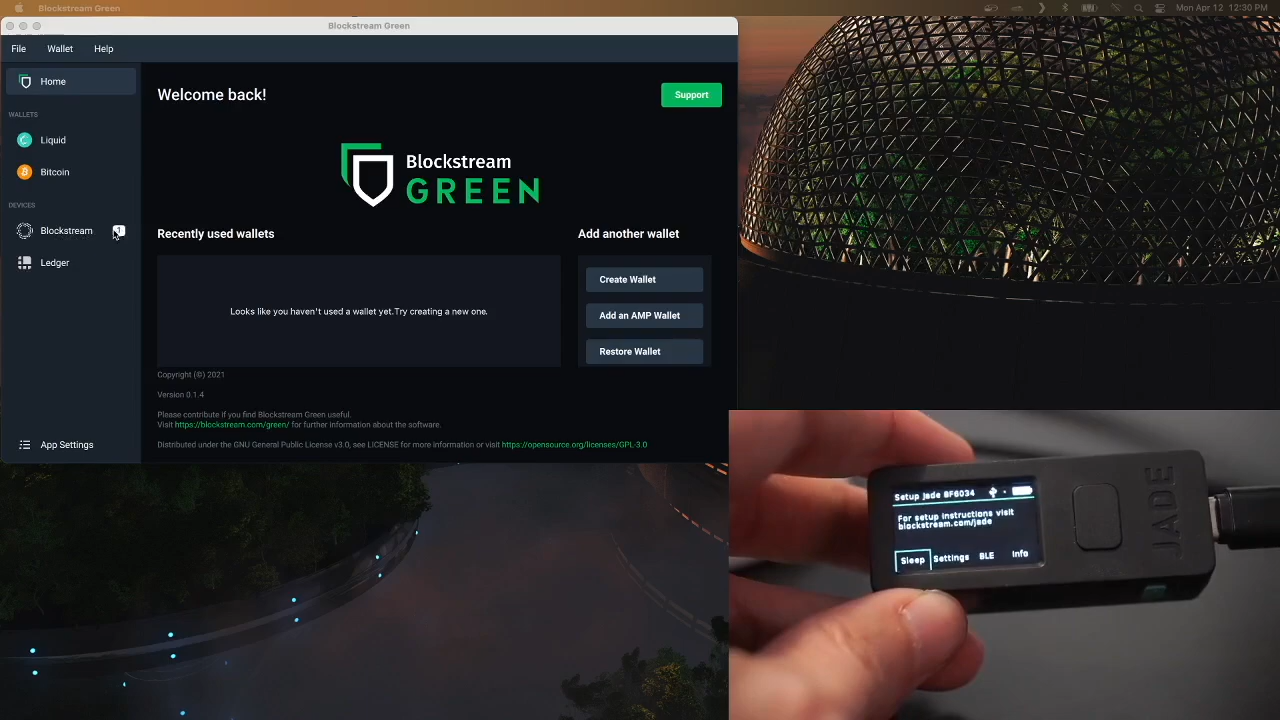 Blockstream Green
Mon Apr 12 12:30 PM
Blockstream Green
File Wallet Help
Home
WALLETS
Liquid
Bitcoin
DEVICES
Blockstream
Ledger
App Settings
Welcome back!
Support
Blockstream
GREEN
Recently used wallets
Looks like you haven't used a wallet yet.Try creating a new one.
Add another wallet
Create Wallet
Add an AMP Wallet
Restore Wallet
Copyright (©) 2021
Version 0.1.4
Please contribute if you find Blockstream Green useful.
Visit https://blockstream.com/green/ for further information about the software.
Distributed under the GNU General Public License v3.0, see LICENSE for more information or visit https://opensource.org/licenses/GPL-3.0
Setup Jade 8F6034
For setup instructions visit
blockstream.com/jade
Sleep Settings BLE Info
JADE